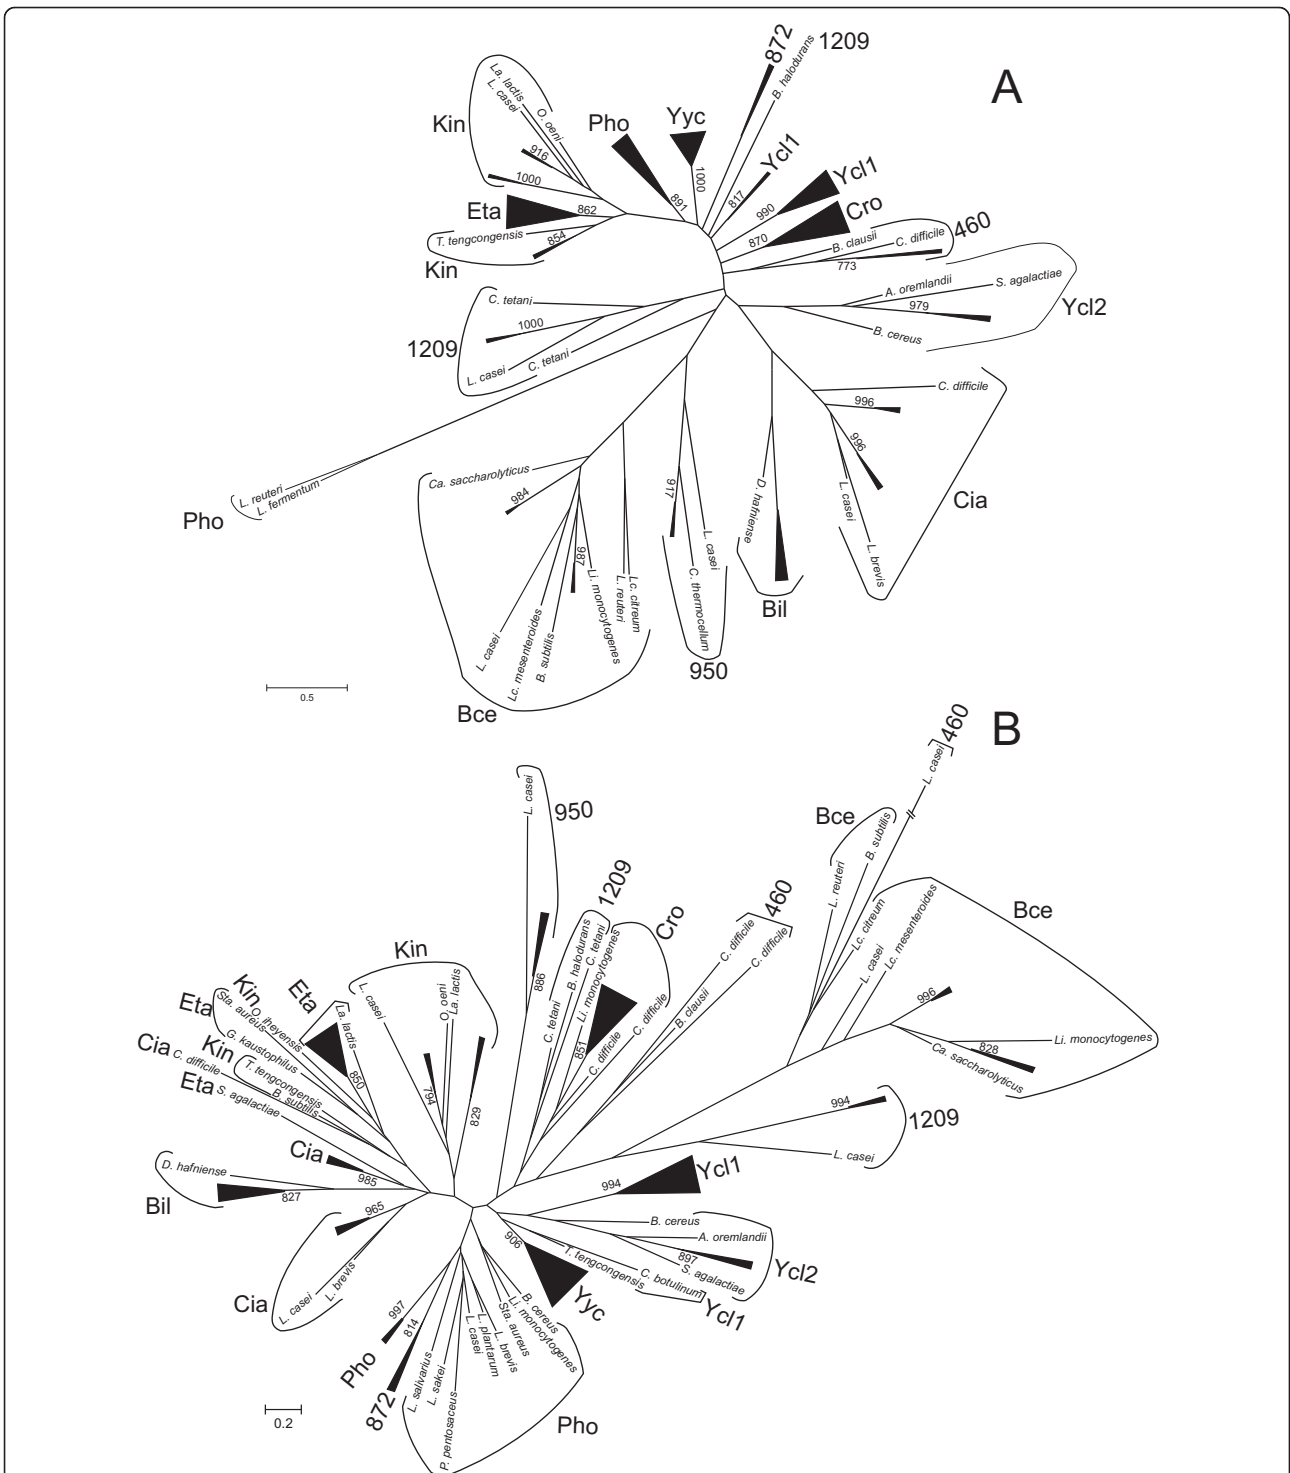 A
872
B. halodurans
1209
La. lactis
L. casei
O. oeni
Kin
916
1000
Pho
891
Yyc
1000
Ycl1
817
990
Ycl1
870
Cro
Eta
862
T. tengcongensis
854
Kin
B. clausii
C. difficile
460
773
A. oremlandii
S. agalactiae
979
Ycl2
B. cereus
C. tetani
1000
1209
L. casei
C. tetani
C. difficile
996
996
L. casei
L. brevis
Cia
L. reuteri
L. fermentum
Pho
Ca. saccharolyticus
984
987
L. casei
Lc. mesenteroides
B. subtilis
Li. monocytogenes
L. reuteri
Lc. citreum
Bce
917
L. casei
C. thermocellum
950
D. hafniense
Bil
0.5
B
L. casei
460
L. casei
950
886
Bce
L. reuteri
B. subtilis
Lc. citreum
L. casei
Lc. mesenteroides
Bce
996
Li. monocytogenes
828
Ca. saccharolyticus
1209
C. tetani
B. halodurans
C. tetani
Li. monocytogenes
Cro
851
C. difficile
C. difficile
C. difficile
C. difficile
460
B. clausii
Kin
L. casei
O. oeni
La. lactis
794
829
Eta
Kin
Eta
Sta. aureus
O. iheyensis
La. lactis
850
G. kaustophilus
Cia
C. difficile
Kin
T. tengcongensis
B. subtilis
Eta
S. agalactiae
Cia
985
D. hafniense
827
Bil
965
L. casei
L. brevis
Cia
994
1209
L. casei
994
Ycl1
B. cereus
A. oremlandii
897
S. agalactiae
Ycl2
T. tengcongensis
C. botulinum
Ycl1
906
Yyc
997
Pho
814
872
L. salivarius
L. sakei
P. pentosaceus
L. casei
L. plantarum
L. brevis
Sta. aureus
Li. monocytogenes
B. cereus
Pho
0.2